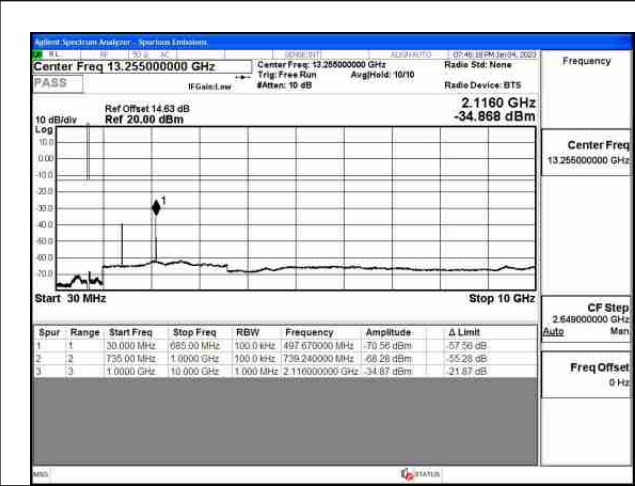 Agilent Spectrum Analyzer - Spurious Emissions
RL RF 50 Ω AC SENSE:INT ALIGN AUTO 07:46:18 PM Jan 04, 2023
Center Freq 13.255000000 GHz
Center Freq: 13.255000000 GHz
Radio Std: None
Trig: Free Run Avg|Hold: 10/10
PASS IFGain:Low #Atten: 10 dB Radio Device: BTS
Frequency
Ref Offset 14.63 dB
2.1160 GHz
10 dB/div Ref 20.00 dBm
-34.868 dBm
Log
10.0
0.00
-10.0
-20.0
-30.0
-40.0
-50.0
-60.0
-70.0
1
Start 30 MHz Stop 10 GHz
Spur Range Start Freq Stop Freq RBW Frequency Amplitude Δ Limit
1 1 30.000 MHz 685.00 MHz 100.0 kHz 497.670000 MHz -70.56 dBm -57.56 dB
2 2 735.00 MHz 1.0000 GHz 100.0 kHz 739.240000 MHz -68.28 dBm -55.28 dB
3 3 1.0000 GHz 10.000 GHz 1.000 MHz 2.116000000 GHz -34.87 dBm -21.87 dB
Center Freq
13.255000000 GHz
CF Step
2.649000000 GHz
Auto Man
Freq Offset
0 Hz
MSG STATUS